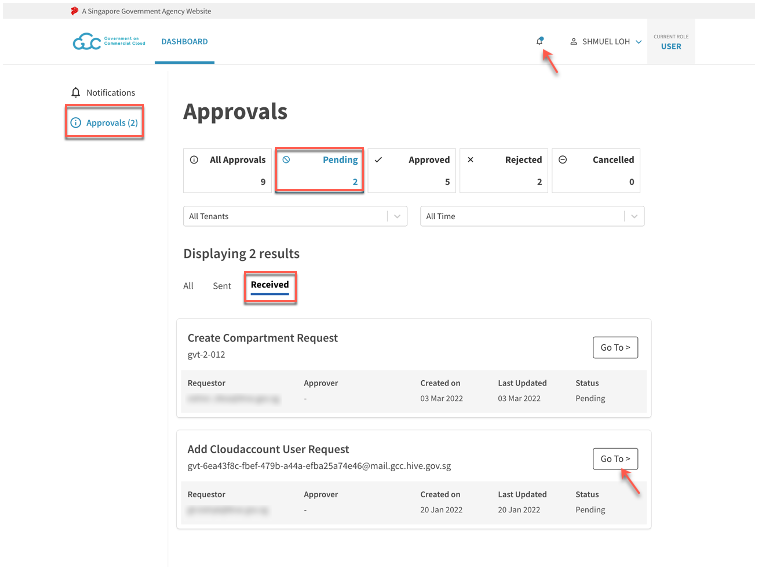 A Singapore Government Agency Website
GCC Government on
Commercial Cloud
DASHBOARD
SHMUEL LOH
CURRENT ROLE
USER
Notifications
Approvals (2)
Approvals
All Approvals
9
Pending
2
Approved
5
Rejected
2
Cancelled
0
All Tenants
All Time
Displaying 2 results
All Sent Received
Create Compartment Request
gvt-2-012
Go To >
Requestor Approver Created on Last Updated Status
- 03 Mar 2022 03 Mar 2022 Pending
Add Cloudaccount User Request
gvt-6ea43f8c-fbef-479b-a44a-efba25a74e46@mail.gcc.hive.gov.sg
Go To >
Requestor Approver Created on Last Updated Status
- 20 Jan 2022 20 Jan 2022 Pending